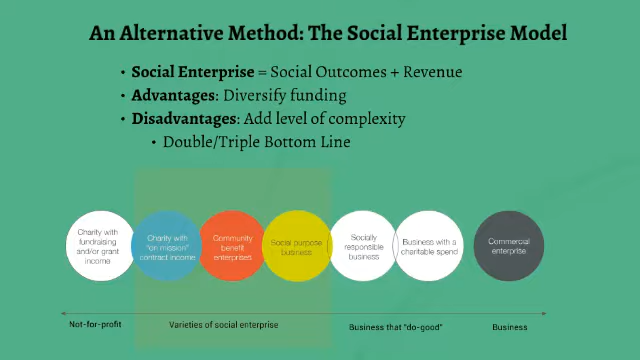 An Alternative Method: The Social Enterprise Model
• Social Enterprise = Social Outcomes + Revenue
• Advantages: Diversify funding
• Disadvantages: Add level of complexity
• Double/Triple Bottom Line
Charity with
fundraising
and/or grant
income
Charity with
"on mission"
contract income
Community
benefit
enterprises
Social purpose
business
Socially
responsible
business
Business with a
charitable spend
Commercial
enterprise
Not-for-profit
Varieties of social enterprise
Business that "do-good"
Business